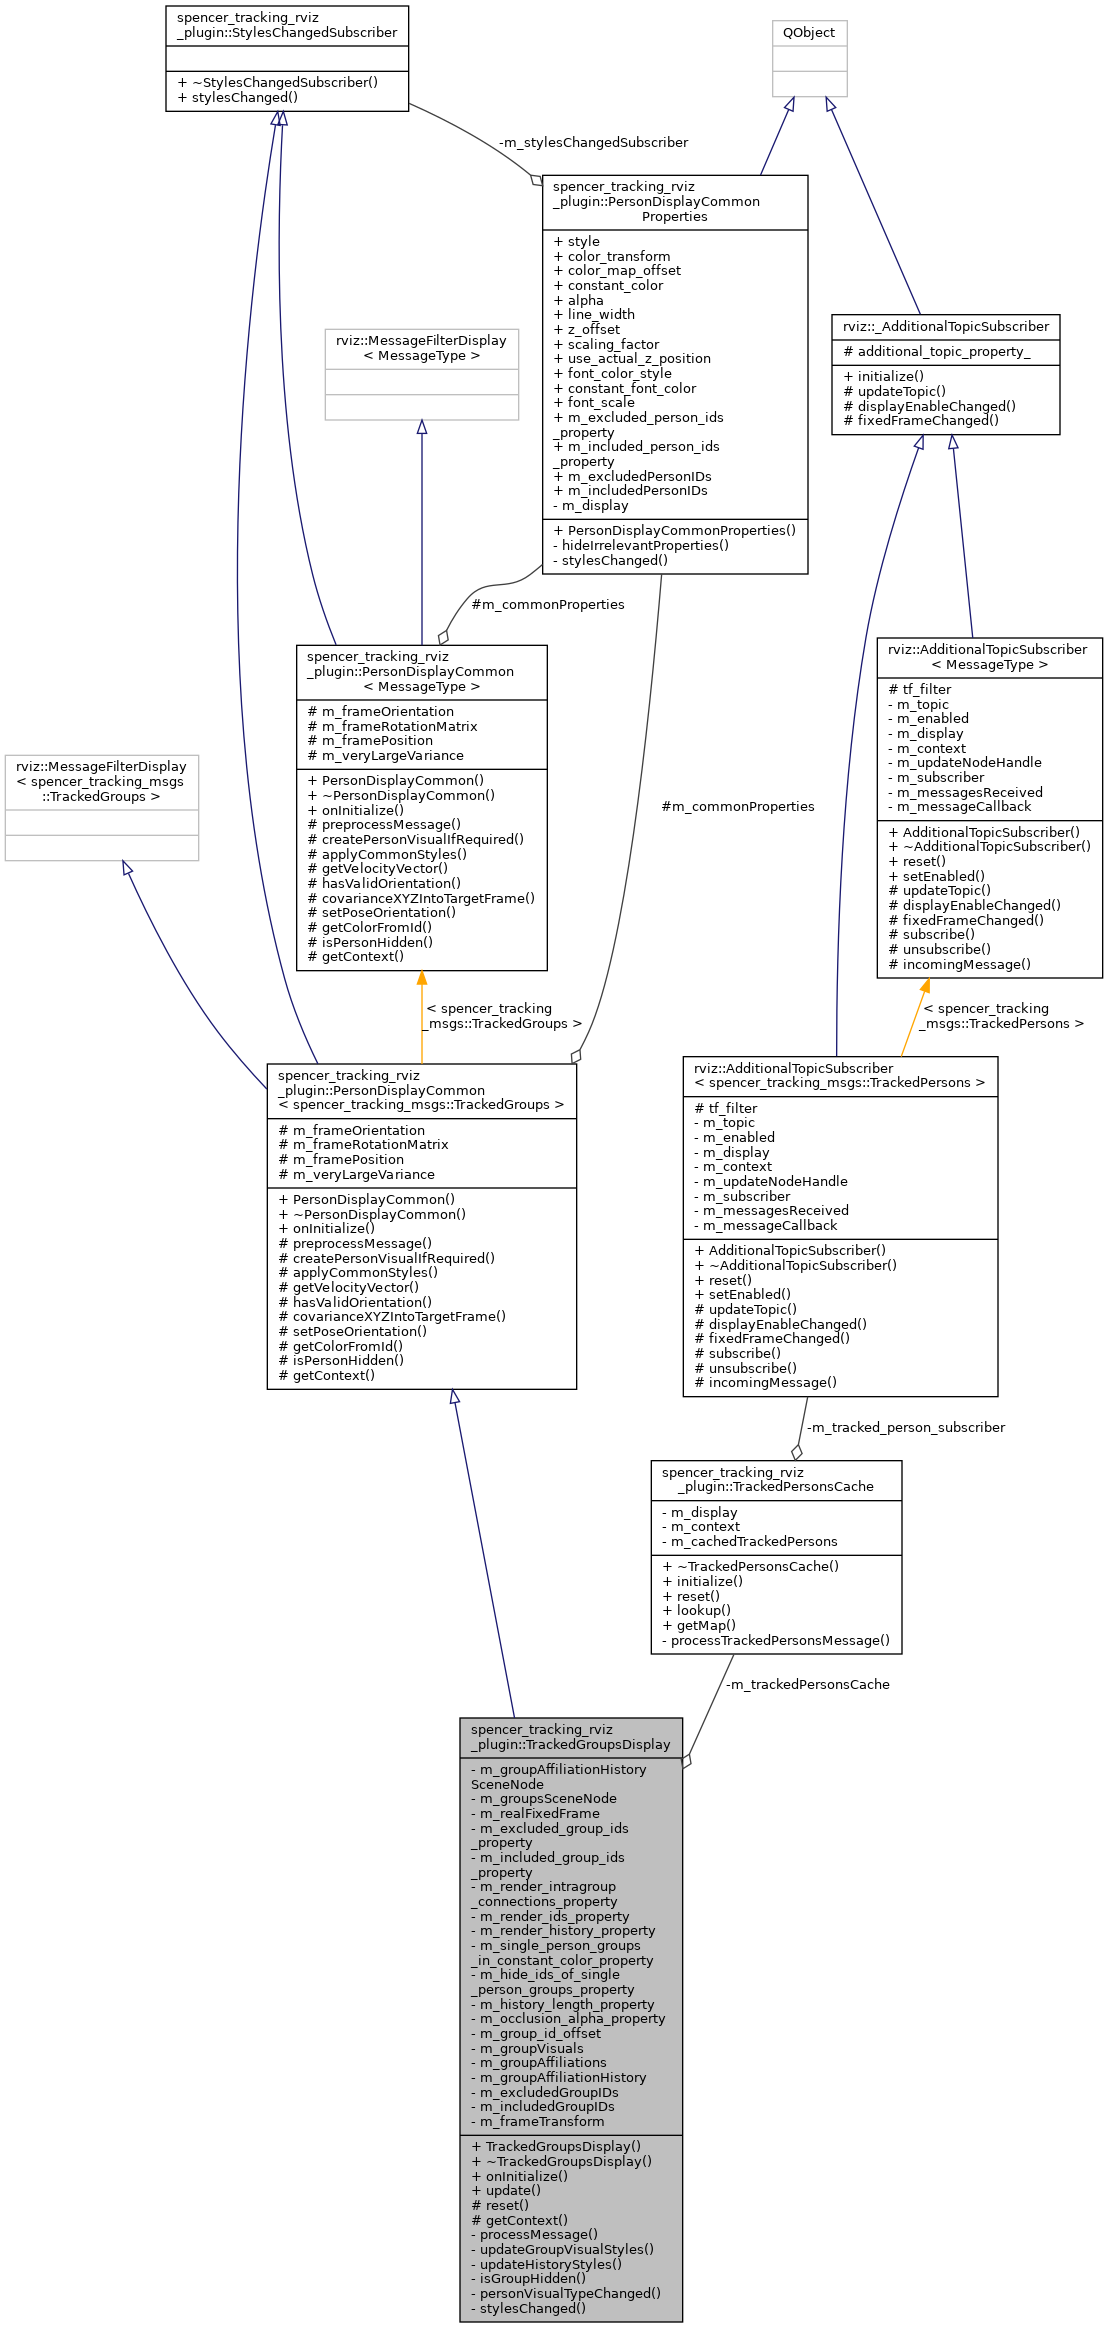 spencer_tracking_rviz
_plugin::StylesChangedSubscriber
+ ~StylesChangedSubscriber()
+ stylesChanged()
QObject
-m_stylesChangedSubscriber
spencer_tracking_rviz
_plugin::PersonDisplayCommon
Properties
+ style
+ color_transform
+ color_map_offset
+ constant_color
+ alpha
+ line_width
+ z_offset
+ scaling_factor
+ use_actual_z_position
+ font_color_style
+ constant_font_color
+ font_scale
+ m_excluded_person_ids
_property
+ m_included_person_ids
_property
+ m_excludedPersonIDs
+ m_includedPersonIDs
- m_display
+ PersonDisplayCommonProperties()
- hideIrrelevantProperties()
- stylesChanged()
rviz::_AdditionalTopicSubscriber
# additional_topic_property_
+ initialize()
# updateTopic()
# displayEnableChanged()
# fixedFrameChanged()
rviz::MessageFilterDisplay
< MessageType >
#m_commonProperties
spencer_tracking_rviz
_plugin::PersonDisplayCommon
< MessageType >
# m_frameOrientation
# m_frameRotationMatrix
# m_framePosition
# m_veryLargeVariance
+ PersonDisplayCommon()
+ ~PersonDisplayCommon()
+ onInitialize()
# preprocessMessage()
# createPersonVisualIfRequired()
# applyCommonStyles()
# getVelocityVector()
# hasValidOrientation()
# covarianceXYZIntoTargetFrame()
# setPoseOrientation()
# getColorFromId()
# isPersonHidden()
# getContext()
rviz::AdditionalTopicSubscriber
< MessageType >
# tf_filter
- m_topic
- m_enabled
- m_display
- m_context
- m_updateNodeHandle
- m_subscriber
- m_messagesReceived
- m_messageCallback
+ AdditionalTopicSubscriber()
+ ~AdditionalTopicSubscriber()
+ reset()
+ setEnabled()
# updateTopic()
# displayEnableChanged()
# fixedFrameChanged()
# subscribe()
# unsubscribe()
# incomingMessage()
rviz::MessageFilterDisplay
< spencer_tracking_msgs
::TrackedGroups >
#m_commonProperties
< spencer_tracking
_msgs::TrackedGroups >
< spencer_tracking
_msgs::TrackedPersons >
spencer_tracking_rviz
_plugin::PersonDisplayCommon
< spencer_tracking_msgs::TrackedGroups >
# m_frameOrientation
# m_frameRotationMatrix
# m_framePosition
# m_veryLargeVariance
+ PersonDisplayCommon()
+ ~PersonDisplayCommon()
+ onInitialize()
# preprocessMessage()
# createPersonVisualIfRequired()
# applyCommonStyles()
# getVelocityVector()
# hasValidOrientation()
# covarianceXYZIntoTargetFrame()
# setPoseOrientation()
# getColorFromId()
# isPersonHidden()
# getContext()
rviz::AdditionalTopicSubscriber
< spencer_tracking_msgs::TrackedPersons >
# tf_filter
- m_topic
- m_enabled
- m_display
- m_context
- m_updateNodeHandle
- m_subscriber
- m_messagesReceived
- m_messageCallback
+ AdditionalTopicSubscriber()
+ ~AdditionalTopicSubscriber()
+ reset()
+ setEnabled()
# updateTopic()
# displayEnableChanged()
# fixedFrameChanged()
# subscribe()
# unsubscribe()
# incomingMessage()
-m_tracked_person_subscriber
spencer_tracking_rviz
_plugin::TrackedPersonsCache
- m_display
- m_context
- m_cachedTrackedPersons
+ ~TrackedPersonsCache()
+ initialize()
+ reset()
+ lookup()
+ getMap()
- processTrackedPersonsMessage()
-m_trackedPersonsCache
spencer_tracking_rviz
_plugin::TrackedGroupsDisplay
- m_groupAffiliationHistory
SceneNode
- m_groupsSceneNode
- m_realFixedFrame
- m_excluded_group_ids
_property
- m_included_group_ids
_property
- m_render_intragroup
_connections_property
- m_render_ids_property
- m_render_history_property
- m_single_person_groups
_in_constant_color_property
- m_hide_ids_of_single
_person_groups_property
- m_history_length_property
- m_occlusion_alpha_property
- m_group_id_offset
- m_groupVisuals
- m_groupAffiliations
- m_groupAffiliationHistory
- m_excludedGroupIDs
- m_includedGroupIDs
- m_frameTransform
+ TrackedGroupsDisplay()
+ ~TrackedGroupsDisplay()
+ onInitialize()
+ update()
# reset()
# getContext()
- processMessage()
- updateGroupVisualStyles()
- updateHistoryStyles()
- isGroupHidden()
- personVisualTypeChanged()
- stylesChanged()